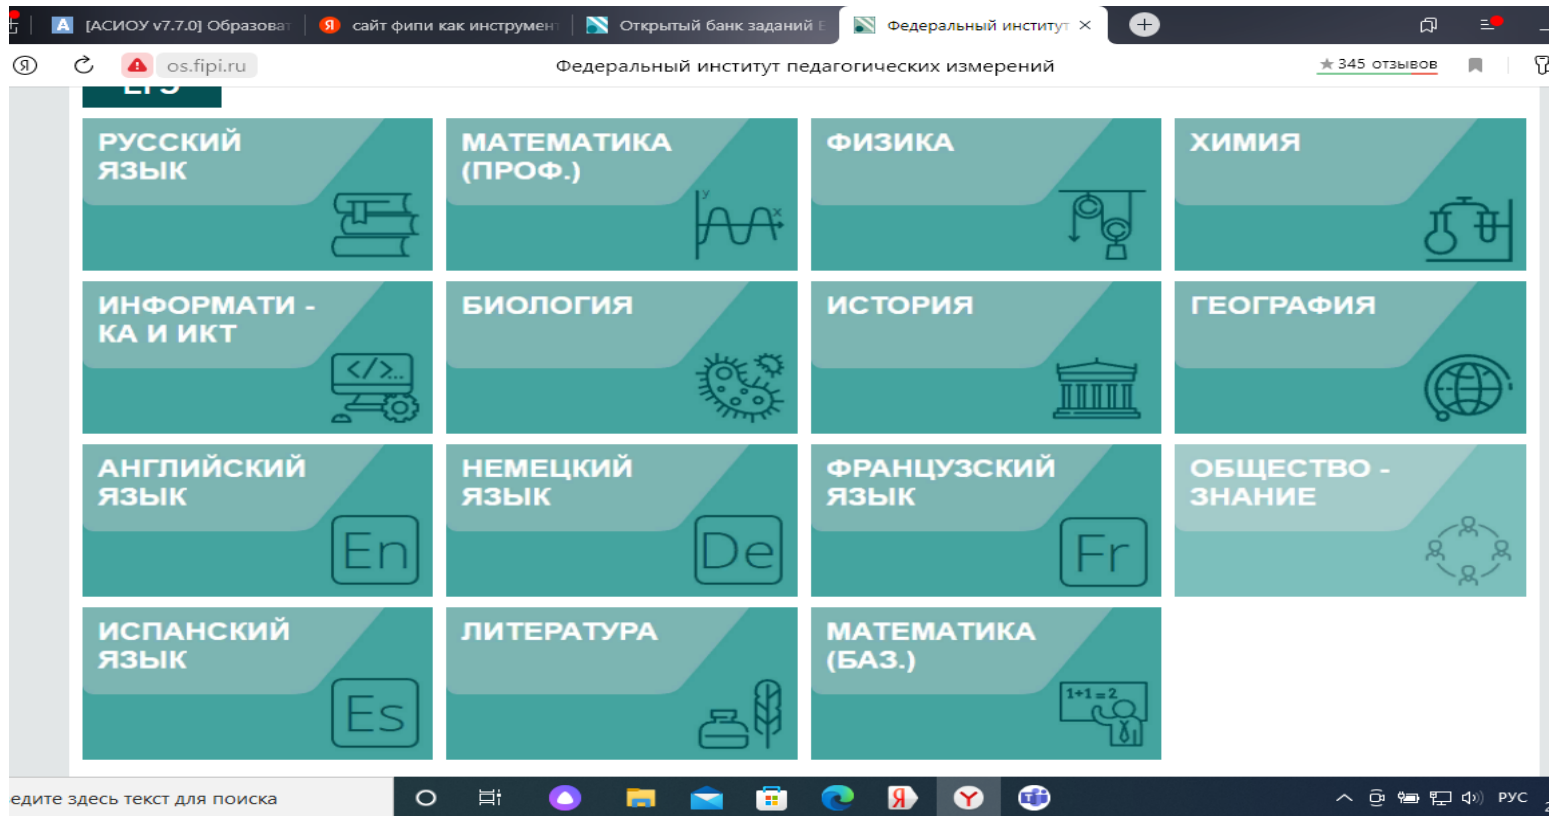 [АСИОУ v7.7.0] Образоват
сайт фипи как инструмен
Открытый банк заданий Е
Федеральный институт
os.fipi.ru
Федеральный институт педагогических измерений
★ 345 отзывов
ЕГЭ
РУССКИЙ
ЯЗЫК
МАТЕМАТИКА
(ПРОФ.)
y
x
ФИЗИКА
ХИМИЯ
ИНФОРМАТИ -
КА И ИКТ
</>...
БИОЛОГИЯ
ИСТОРИЯ
ГЕОГРАФИЯ
АНГЛИЙСКИЙ
ЯЗЫК
En
НЕМЕЦКИЙ
ЯЗЫК
De
ФРАНЦУЗСКИЙ
ЯЗЫК
Fr
ОБЩЕСТВО -
ЗНАНИЕ
ИСПАНСКИЙ
ЯЗЫК
Es
ЛИТЕРАТУРА
МАТЕМАТИКА
(БАЗ.)
1+1=2
едите здесь текст для поиска
РУС